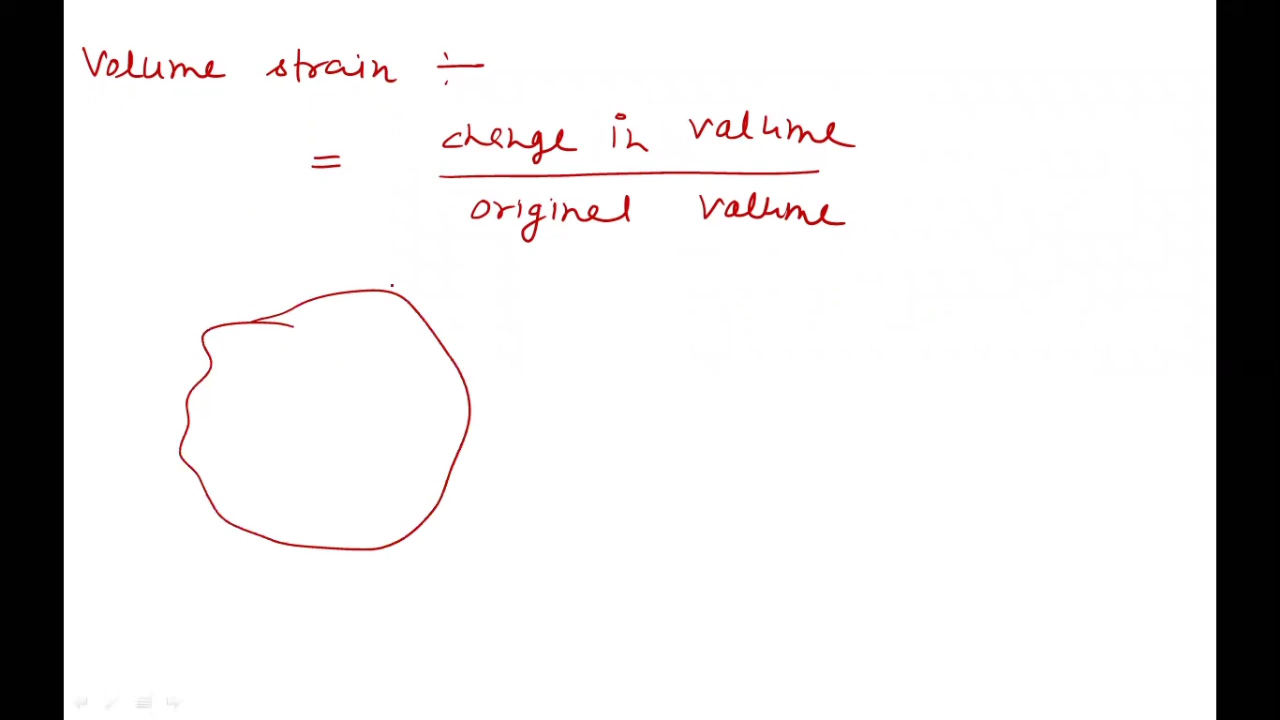 Volume strain :-
= change in volume / original volume